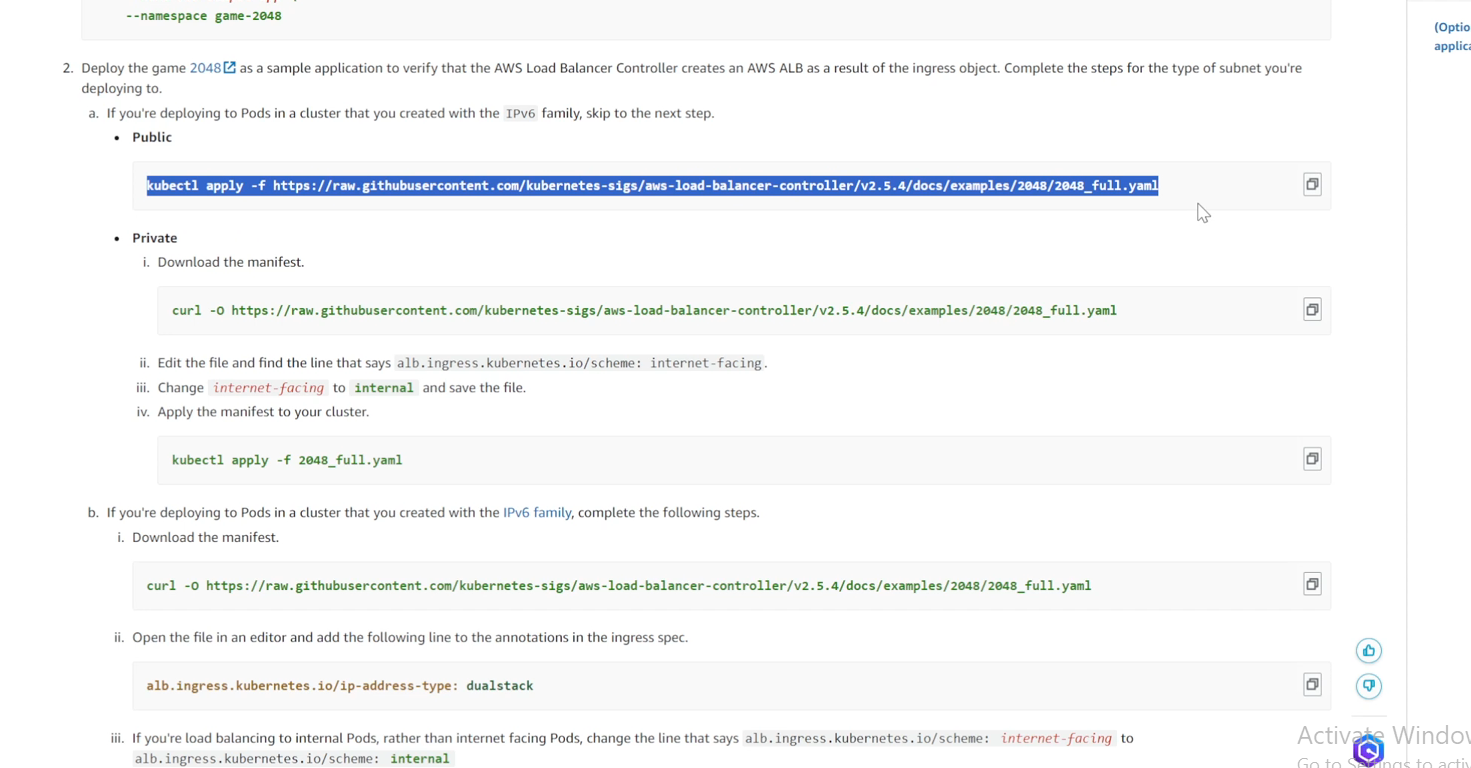 --namespace game-2048
(Optio
applica
2. Deploy the game 2048 as a sample application to verify that the AWS Load Balancer Controller creates an AWS ALB as a result of the ingress object. Complete the steps for the type of subnet you're
deploying to.
a. If you're deploying to Pods in a cluster that you created with the IPv6 family, skip to the next step.
• Public
kubectl apply -f https://raw.githubusercontent.com/kubernetes-sigs/aws-load-balancer-controller/v2.5.4/docs/examples/2048/2048_full.yaml
• Private
i. Download the manifest.
curl -O https://raw.githubusercontent.com/kubernetes-sigs/aws-load-balancer-controller/v2.5.4/docs/examples/2048/2048_full.yaml
ii. Edit the file and find the line that says alb.ingress.kubernetes.io/scheme: internet-facing.
iii. Change internet-facing to internal and save the file.
iv. Apply the manifest to your cluster.
kubectl apply -f 2048_full.yaml
b. If you're deploying to Pods in a cluster that you created with the IPv6 family, complete the following steps.
i. Download the manifest.
curl -O https://raw.githubusercontent.com/kubernetes-sigs/aws-load-balancer-controller/v2.5.4/docs/examples/2048/2048_full.yaml
ii. Open the file in an editor and add the following line to the annotations in the ingress spec.
alb.ingress.kubernetes.io/ip-address-type: dualstack
iii. If you're load balancing to internal Pods, rather than internet facing Pods, change the line that says alb.ingress.kubernetes.io/scheme: internet-facing to
alb.ingress.kubernetes.io/scheme: internal
Activate Window
Go to Settings to activ